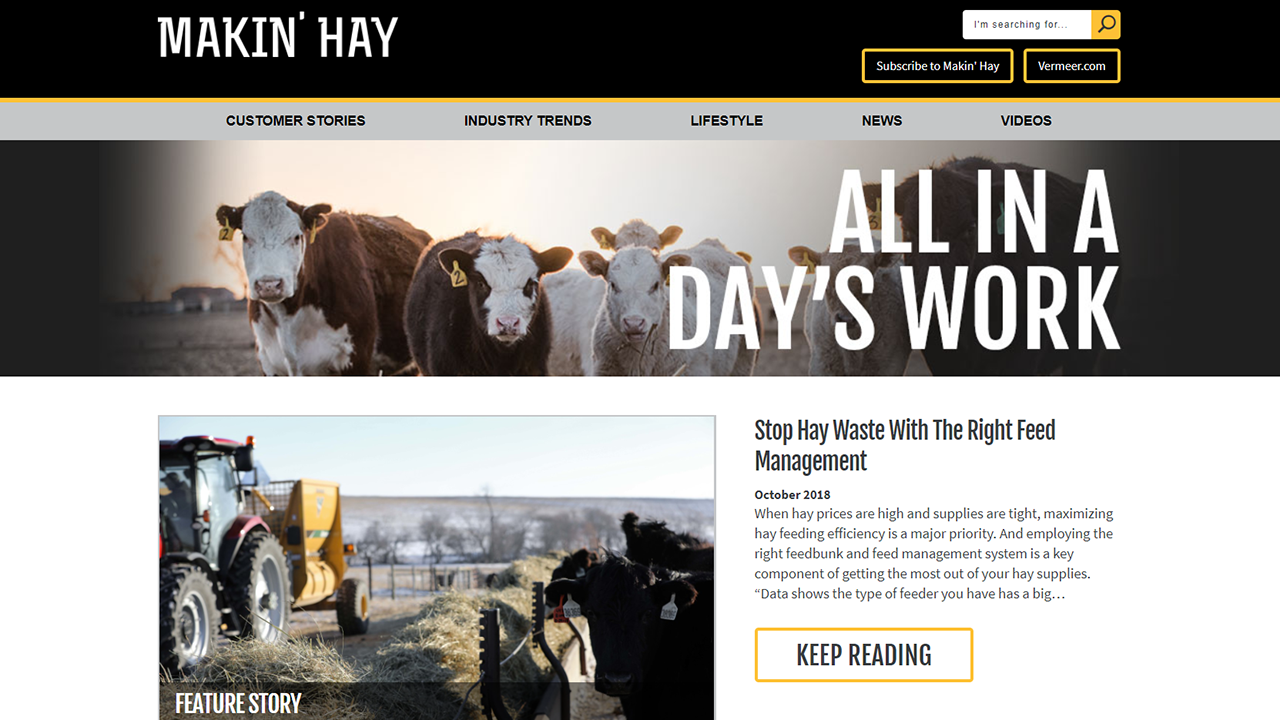 MAKIN' HAY
I'm searching for...
Subscribe to Makin' Hay
Vermeer.com
CUSTOMER STORIES
INDUSTRY TRENDS
LIFESTYLE
NEWS
VIDEOS
ALL IN A
DAY'S WORK
2
2
3
Stop Hay Waste With The Right Feed
Management
October 2018
When hay prices are high and supplies are tight, maximizing
hay feeding efficiency is a major priority. And employing the
right feedbunk and feed management system is a key
component of getting the most out of your hay supplies.
“Data shows the type of feeder you have has a big…
KEEP READING
FEATURE STORY